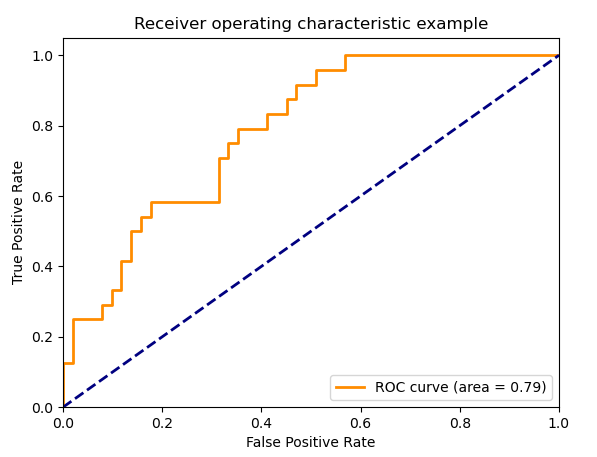 Receiver operating characteristic example
1.0
0.8
0.6
0.4
0.2
0.0
True Positive Rate
ROC curve (area = 0.79)
0.0 0.2 0.4 0.6 0.8 1.0
False Positive Rate